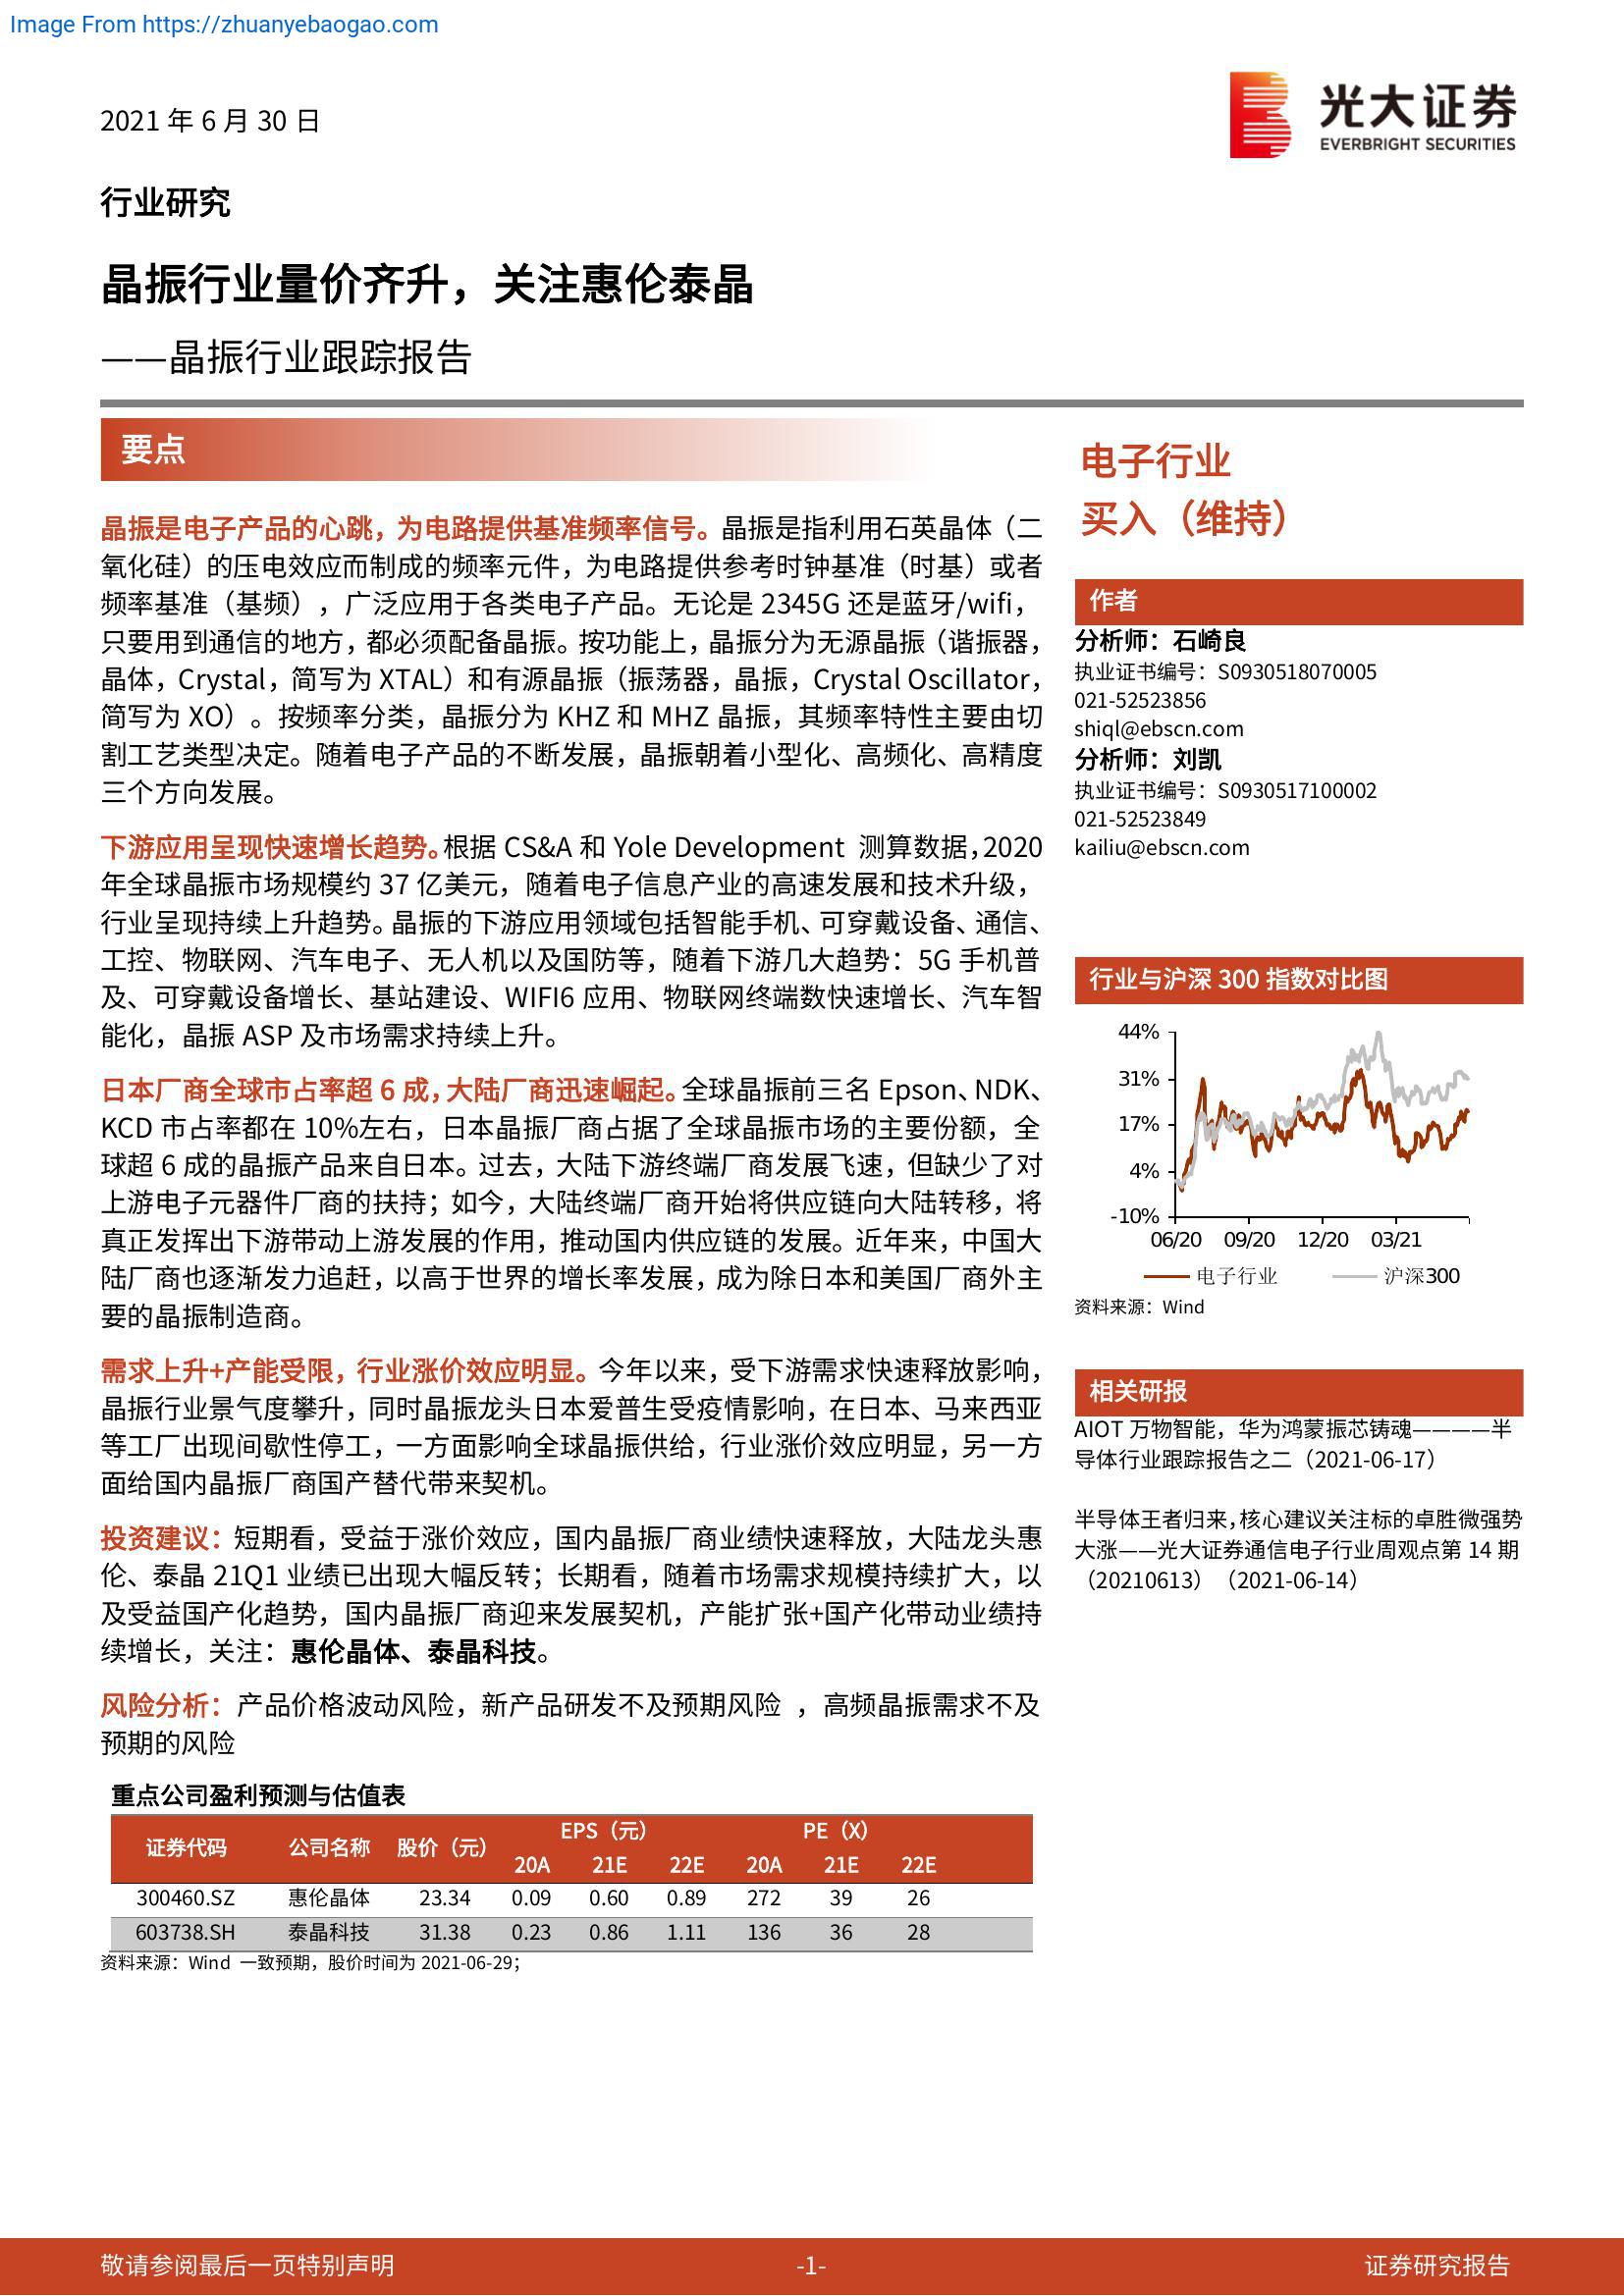 Image From https://zhuanyebaogao.com
2021 年 6 月 30 日
光大证券
EVERBRIGHT SECURITIES
行业研究
晶振行业量价齐升，关注惠伦泰晶
——晶振行业跟踪报告
要点
晶振是电子产品的心跳，为电路提供基准频率信号。晶振是指利用石英晶体（二
氧化硅）的压电效应而制成的频率元件，为电路提供参考时钟基准（时基）或者
频率基准（基频），广泛应用于各类电子产品。无论是 2345G 还是蓝牙/wifi，
只要用到通信的地方，都必须配备晶振。按功能上，晶振分为无源晶振（谐振器，
晶体，Crystal，简写为 XTAL）和有源晶振（振荡器，晶振，Crystal Oscillator，
简写为 XO）。按频率分类，晶振分为 KHZ 和 MHZ 晶振，其频率特性主要由切
割工艺类型决定。随着电子产品的不断发展，晶振朝着小型化、高频化、高精度
三个方向发展。
下游应用呈现快速增长趋势。根据 CS&A 和 Yole Development 测算数据，2020
年全球晶振市场规模约 37 亿美元，随着电子信息产业的高速发展和技术升级，
行业呈现持续上升趋势。晶振的下游应用领域包括智能手机、可穿戴设备、通信、
工控、物联网、汽车电子、无人机以及国防等，随着下游几大趋势：5G 手机普
及、可穿戴设备增长、基站建设、WIFI6 应用、物联网终端数快速增长、汽车智
能化，晶振 ASP 及市场需求持续上升。
日本厂商全球市占率超 6 成，大陆厂商迅速崛起。全球晶振前三名 Epson、NDK、
KCD 市占率都在 10%左右，日本晶振厂商占据了全球晶振市场的主要份额，全
球超 6 成的晶振产品来自日本。过去，大陆下游终端厂商发展飞速，但缺少了对
上游电子元器件厂商的扶持；如今，大陆终端厂商开始将供应链向大陆转移，将
真正发挥出下游带动上游发展的作用，推动国内供应链的发展。近年来，中国大
陆厂商也逐渐发力追赶，以高于世界的增长率发展，成为除日本和美国厂商外主
要的晶振制造商。
需求上升+产能受限，行业涨价效应明显。今年以来，受下游需求快速释放影响，
晶振行业景气度攀升，同时晶振龙头日本爱普生受疫情影响，在日本、马来西亚
等工厂出现间歇性停工，一方面影响全球晶振供给，行业涨价效应明显，另一方
面给国内晶振厂商国产替代带来契机。
投资建议：短期看，受益于涨价效应，国内晶振厂商业绩快速释放，大陆龙头惠
伦、泰晶 21Q1 业绩已出现大幅反转；长期看，随着市场需求规模持续扩大，以
及受益国产化趋势，国内晶振厂商迎来发展契机，产能扩张+国产化带动业绩持
续增长，关注：惠伦晶体、泰晶科技。
风险分析：产品价格波动风险，新产品研发不及预期风险 ，高频晶振需求不及
预期的风险
重点公司盈利预测与估值表
证券代码 公司名称 股价（元） EPS（元） PE（X）
20A 21E 22E 20A 21E 22E
300460.SZ 惠伦晶体 23.34 0.09 0.60 0.89 272 39 26
603738.SH 泰晶科技 31.38 0.23 0.86 1.11 136 36 28
资料来源：Wind 一致预期，股价时间为 2021-06-29；
电子行业
买入（维持）
作者
分析师：石崎良
执业证书编号：S0930518070005
021-52523856
shiql@ebscn.com
分析师：刘凯
执业证书编号：S0930517100002
021-52523849
kailiu@ebscn.com
行业与沪深 300 指数对比图
44%
31%
17%
4%
-10%
06/20 09/20 12/20 03/21
电子行业 沪深300
资料来源：Wind
相关研报
AIOT 万物智能，华为鸿蒙振芯铸魂————半
导体行业跟踪报告之二（2021-06-17）
半导体王者归来，核心建议关注标的卓胜微强势
大涨——光大证券通信电子行业周观点第 14 期
（20210613）（2021-06-14）
敬请参阅最后一页特别声明 -1- 证券研究报告